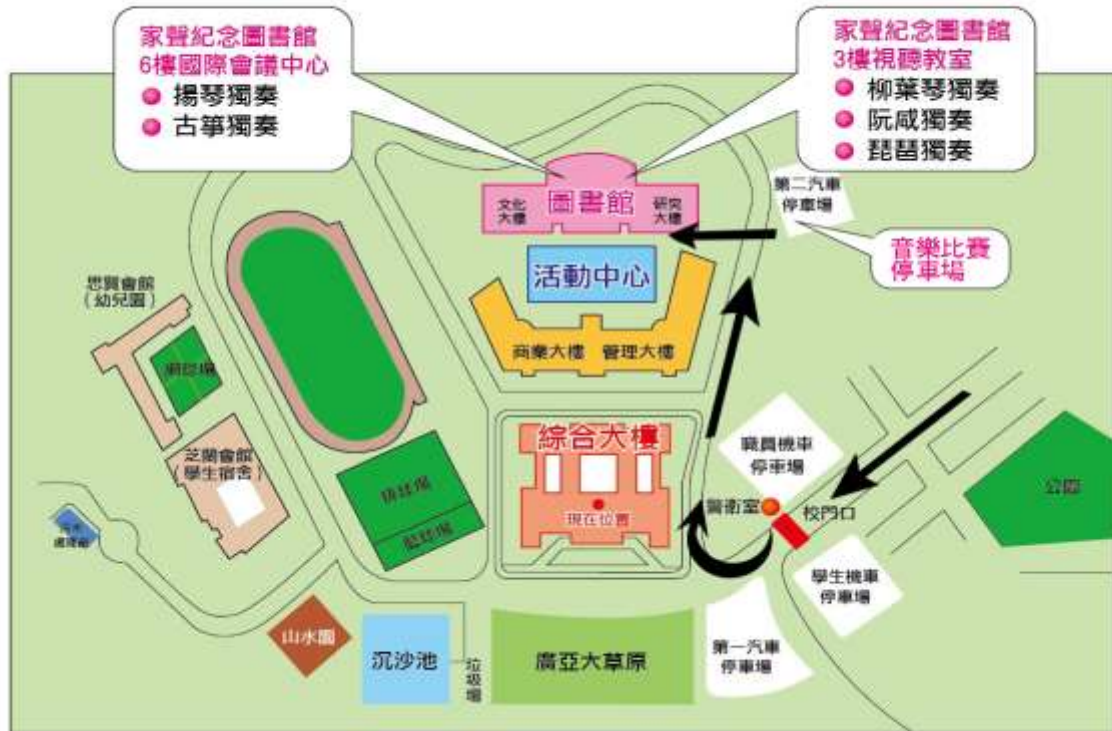 家聲紀念圖書館
6樓國際會議中心
揚琴獨奏
古箏獨奏
家聲紀念圖書館
3樓視聽教室
柳葉琴獨奏
阮咸獨奏
琵琶獨奏
第二汽車
停車場
音樂比賽
停車場
文化
大樓
圖書館
研究
大樓
活動中心
商業大樓
管理大樓
思賢會館
(幼兒園)
網球場
芝蘭會館
(學生宿舍)
排球場
籃球場
綜合大樓
現在位置
職員機車
停車場
警衛室
校門口
公園
學生機車
停車場
第一汽車
停車場
廣亞大草原
垃圾場
沉沙池
山水園